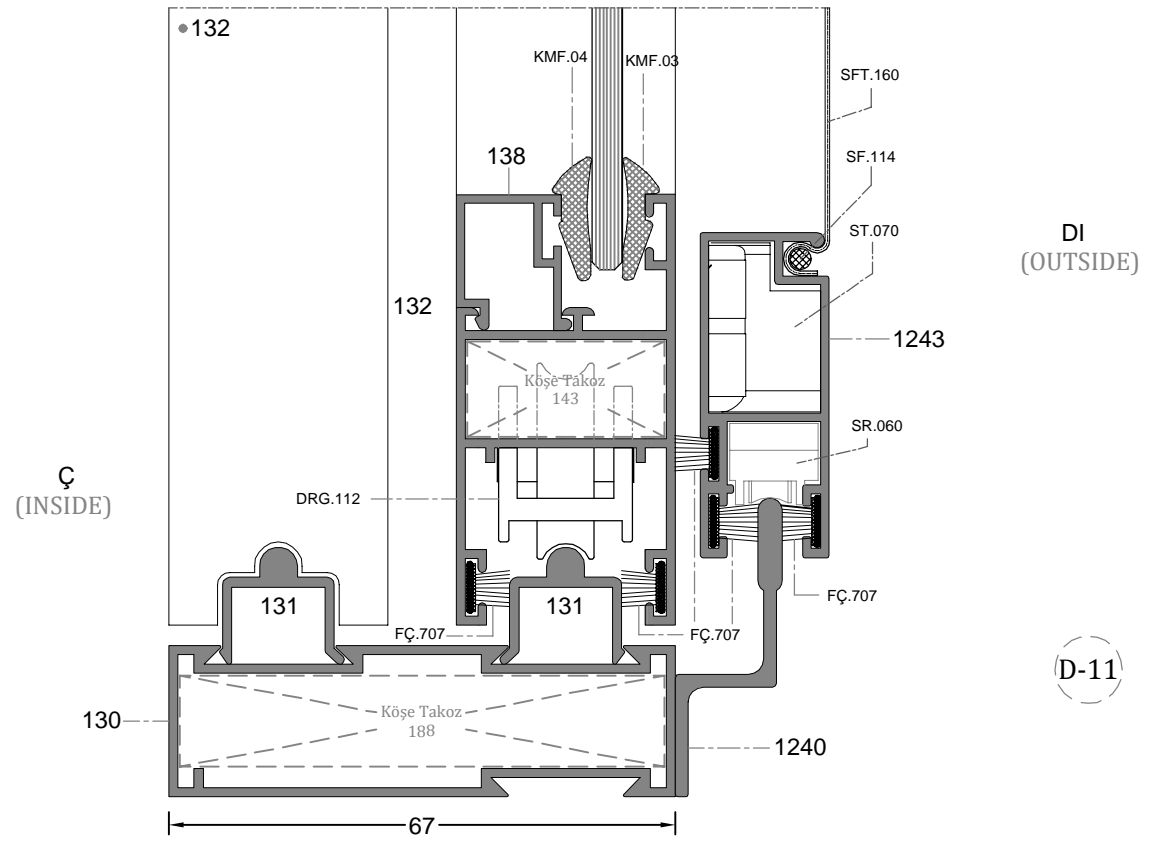 132
KMF.04
KMF.03
SFT.160
138
SF.114
ST.070
DI
(OUTSIDE)
132
1243
Köşe Takoz
143
SR.060
Ç
(INSIDE)
DRG.112
131
131
FÇ.707
FÇ.707
FÇ.707
D-11
Köşe Takoz
188
130
1240
67